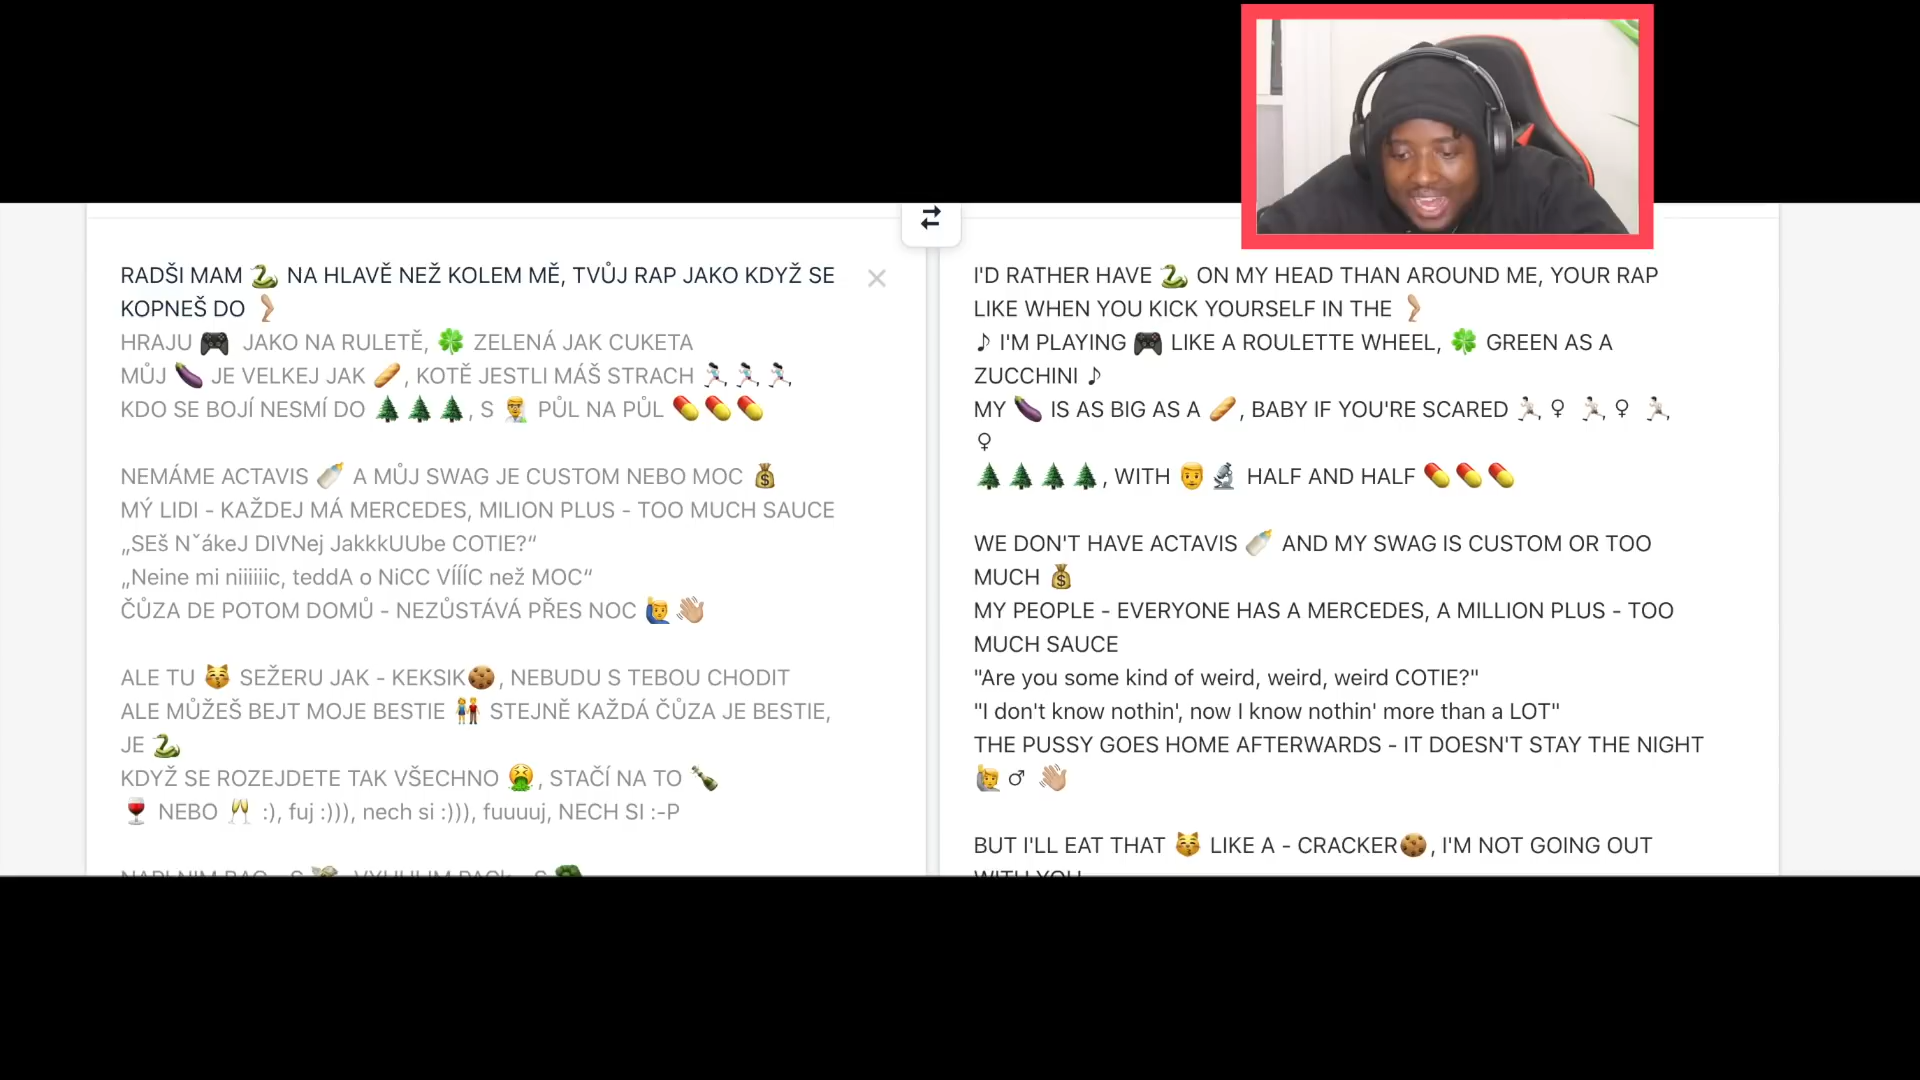 RADŠI MAM 🐍 NA HLAVĚ NEŽ KOLEM MĚ, TVŮJ RAP JAKO KDYŽ SE
KOPNEŠ DO 🦵🏼
HRAJU 🎮 JAKO NA RULETĚ, 🍀 ZELENÁ JAK CUKETA
MŮJ 🍆 JE VELKEJ JAK 🥖, KOTĚ JESTLI MÁŠ STRACH 🏃🏻‍♀️🏃🏻‍♀️🏃🏻‍♀️
KDO SE BOJÍ NESMÍ DO 🌲🌲🌲, S 👨‍🔬 PŮL NA PŮL 💊💊💊
NEMÁME ACTAVIS 🍼 A MŮJ SWAG JE CUSTOM NEBO MOC 💰
MÝ LIDI - KAŽDEJ MÁ MERCEDES, MILION PLUS - TOO MUCH SAUCE
„SEš NˇákeJ DIVNej JakkkUUbe COTIE?“
„Neine mi niiiiiic, teddA o NiCC VÍÍÍC než MOC“
ČŮZA DE POTOM DOMŮ - NEZŮSTÁVÁ PŘES NOC 🙋‍♂️👋🏼
ALE TU 😽 SEŽERU JAK - KEKSIK🍪, NEBUDU S TEBOU CHODIT
ALE MŮŽEŠ BEJT MOJE BESTIE 👫 STEJNĚ KAŽDÁ ČŮZA JE BESTIE,
JE 🐍
KDYŽ SE ROZEJDETE TAK VŠECHNO 🤮, STAČÍ NA TO 🍾
🍷 NEBO 🥂 :), fuj :))), nech si :))), fuuuuj, NECH SI :-P
I'D RATHER HAVE 🐍 ON MY HEAD THAN AROUND ME, YOUR RAP
LIKE WHEN YOU KICK YOURSELF IN THE 🦵🏼
♪ I'M PLAYING 🎮 LIKE A ROULETTE WHEEL, 🍀 GREEN AS A
ZUCCHINI ♪
MY 🍆 IS AS BIG AS A 🥖, BABY IF YOU'RE SCARED 🏃🏻 ♀ 🏃🏻 ♀ 🏃🏻
♀
🌲🌲🌲🌲, WITH 👨🔬 HALF AND HALF 💊💊💊
WE DON'T HAVE ACTAVIS 🍼 AND MY SWAG IS CUSTOM OR TOO
MUCH 💰
MY PEOPLE - EVERYONE HAS A MERCEDES, A MILLION PLUS - TOO
MUCH SAUCE
"Are you some kind of weird, weird, weird COTIE?"
"I don't know nothin', now I know nothin' more than a LOT"
THE PUSSY GOES HOME AFTERWARDS - IT DOESN'T STAY THE NIGHT
🙋 ♂ 👋🏼
BUT I'LL EAT THAT 😽 LIKE A - CRACKER🍪, I'M NOT GOING OUT
WITH YOU